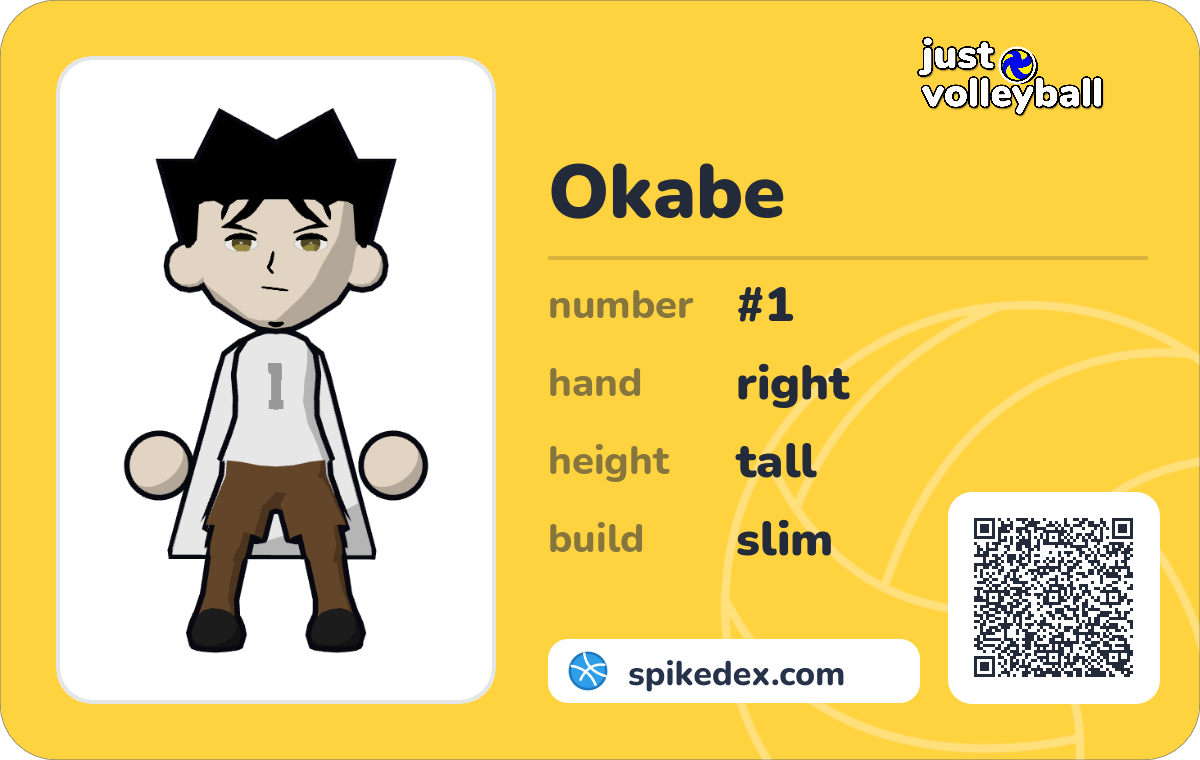 just
volleyball
Okabe
number #1
hand right
height tall
build slim
1
spikedex.com